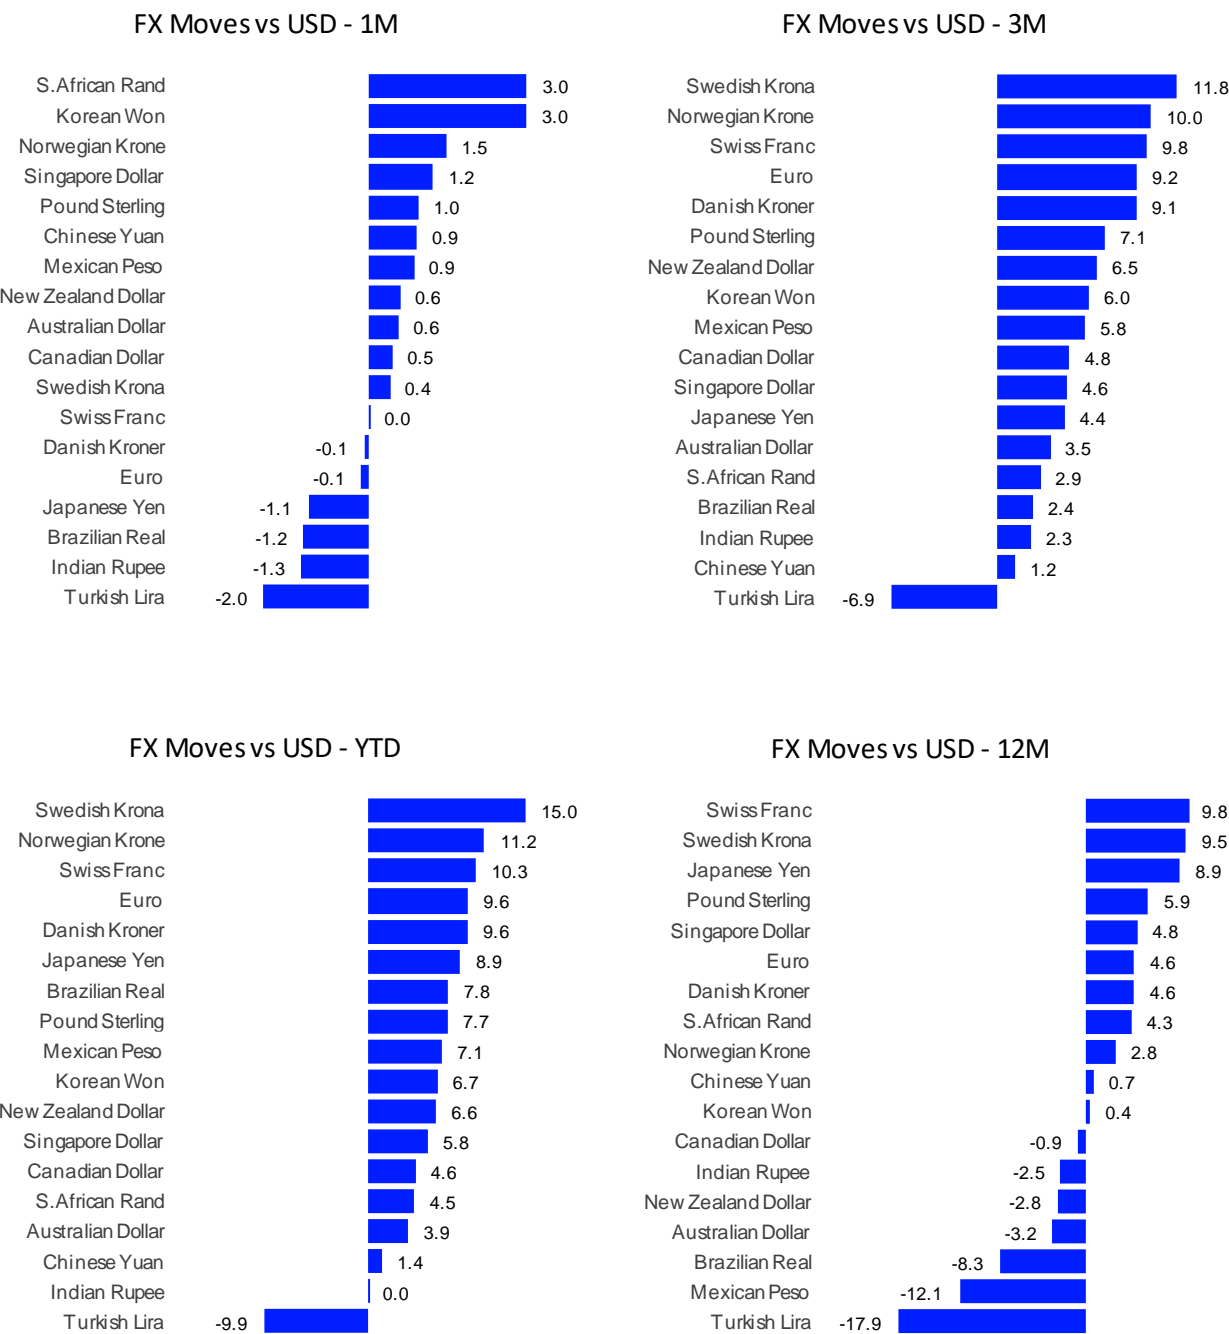 FX Moves vs USD - 1M
S.African Rand 3.0
Korean Won 3.0
Norwegian Krone 1.5
Singapore Dollar 1.2
Pound Sterling 1.0
Chinese Yuan 0.9
Mexican Peso 0.9
New Zealand Dollar 0.6
Australian Dollar 0.6
Canadian Dollar 0.5
Swedish Krona 0.4
Swiss Franc 0.0
Danish Kroner -0.1
Euro -0.1
Japanese Yen -1.1
Brazilian Real -1.2
Indian Rupee -1.3
Turkish Lira -2.0
FX Moves vs USD - 3M
Swedish Krona 11.8
Norwegian Krone 10.0
Swiss Franc 9.8
Euro 9.2
Danish Kroner 9.1
Pound Sterling 7.1
New Zealand Dollar 6.5
Korean Won 6.0
Mexican Peso 5.8
Canadian Dollar 4.8
Singapore Dollar 4.6
Japanese Yen 4.4
Australian Dollar 3.5
S.African Rand 2.9
Brazilian Real 2.4
Indian Rupee 2.3
Chinese Yuan 1.2
Turkish Lira -6.9
FX Moves vs USD - YTD
Swedish Krona 15.0
Norwegian Krone 11.2
Swiss Franc 10.3
Euro 9.6
Danish Kroner 9.6
Japanese Yen 8.9
Brazilian Real 7.8
Pound Sterling 7.7
Mexican Peso 7.1
Korean Won 6.7
New Zealand Dollar 6.6
Singapore Dollar 5.8
Canadian Dollar 4.6
S.African Rand 4.5
Australian Dollar 3.9
Chinese Yuan 1.4
Indian Rupee 0.0
Turkish Lira -9.9
FX Moves vs USD - 12M
Swiss Franc 9.8
Swedish Krona 9.5
Japanese Yen 8.9
Pound Sterling 5.9
Singapore Dollar 4.8
Euro 4.6
Danish Kroner 4.6
S.African Rand 4.3
Norwegian Krone 2.8
Chinese Yuan 0.7
Korean Won 0.4
Canadian Dollar -0.9
Indian Rupee -2.5
New Zealand Dollar -2.8
Australian Dollar -3.2
Brazilian Real -8.3
Mexican Peso -12.1
Turkish Lira -17.9